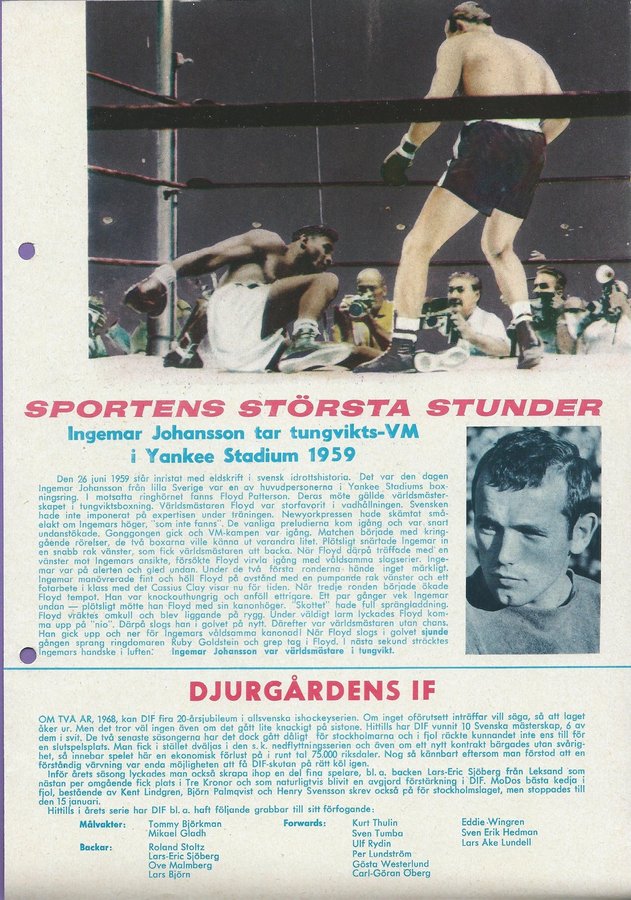 SPORTENS STÖRSTA STUNDER
Ingemar Johansson tar tungvikts-VM
i Yankee Stadium 1959
Den 26 juni 1959 står inristat med eldskrift i svensk idrottshistoria. Det var den dagen
Ingemar Johansson från lilla Sverige var en av huvudpersonerna i Yankee Stadiums box-
ningsring. I motsatta ringhörnet fanns Floyd Patterson. Deras möte gällde världsmäster-
skapet i tungviktsboxning. Världsmästaren Floyd var storfavorit i vadhållningen. Svensken
hade inte imponerat på expertisen under träningen. Newyorkpressen hade skämtat små-
elakt om Ingemars höger, "som inte fanns". De vanliga preludierna kom igång och var snart
undanstökade. Gonggongen gick och VM-kampen var igång. Matchen började med kring-
gående rörelser, de två boxarna ville känna ut varandra litet. Plötsligt snärtade Ingemar in
en snabb rak vänster, som fick världsmästaren att backa. När Floyd därpå träffade med en
vänster mot Ingemars ansikte, försökte Floyd virvla igång med våldsamma slagserier. Inge-
mar var på alerten och gled undan. Under de två första ronderna hände inget märkligt.
Ingemar manövrerade fint och höll Floyd på avstånd med en pumpande rak vänster och ett
fotarbete i klass med det Cassius Clay visar nu för tiden. När tredje ronden började ökade
Floyd tempot. Han var knockouthungrig och anföll ettrigare. Ett par gånger vek Ingemar
undan — plötsligt mötte han Floyd med sin kanonhöger. "Skottet" hade full sprängladdning.
Floyd vräktes omkull och blev liggande på rygg. Under väldigt larm lyckades Floyd kom-
ma upp på "nio". Därpå slogs han i golvet på nytt. Därefter var världsmästaren utan chans.
Han gick upp och ner för Ingemars våldsamma kanonad! När Floyd slogs i golvet sjunde
gången sprang ringdomaren Ruby Goldstein och grep tag i Floyd. I nästa sekund sträcktes
Ingemars handske i luften: Ingemar Johansson var världsmästare i tungvikt.
DJURGÅRDENS IF
OM TVÅ ÅR, 1968, kan DIF fira 20-årsjubileum i allsvenska ishockeyserien. Om inget oförutsett inträffar vill säga, så att laget
åker ur. Men det tror väl ingen även om det gått lite knackigt på sistone. Hittills har DIF vunnit 10 Svenska mästerskap, 6 av
dem i svit. De två senaste säsongerna har det dock gått dåligt för stockholmarna och i fjol räckte kunnandet inte ens till för
en slutspelsplats. Man fick i stället dväljas i den s. k. nedflyttningsserien och även om ett nytt kontrakt bärgades utan svårig-
het, så innebar spelet här en ekonomisk förlust på i runt tal 75.000 riksdaler. Nog så kännbart eftersom man förstod att en
förståndig värvning var enda möjligheten att få DIF-skutan på rätt köl igen.
Inför årets säsong lyckades man också skrapa ihop en del fina spelare, bl. a. backen Lars-Eric Sjöberg från Leksand som
nästan per omgående fick plats i Tre Kronor och som naturligtvis blivit en avgjord förstärkning i DIF. MoDos bästa kedja i
fjol, bestående av Kent Lindgren, Björn Palmqvist och Henry Svensson skrev också på för stockholmslaget, men stoppades till
den 15 januari.
Hittills i årets serie har DIF bl. a. haft följande grabbar till sitt förfogande:
Målvakter: Tommy Björkman
Mikael Gladh
Backar: Roland Stoltz
Lars-Eric Sjöberg
Ove Malmberg
Lars Björn
Forwards: Kurt Thulin
Sven Tumba
Ulf Rydin
Per Lundström
Gösta Westerlund
Carl-Göran Öberg
Eddie Wingren
Sven Erik Hedman
Lars Åke Lundell